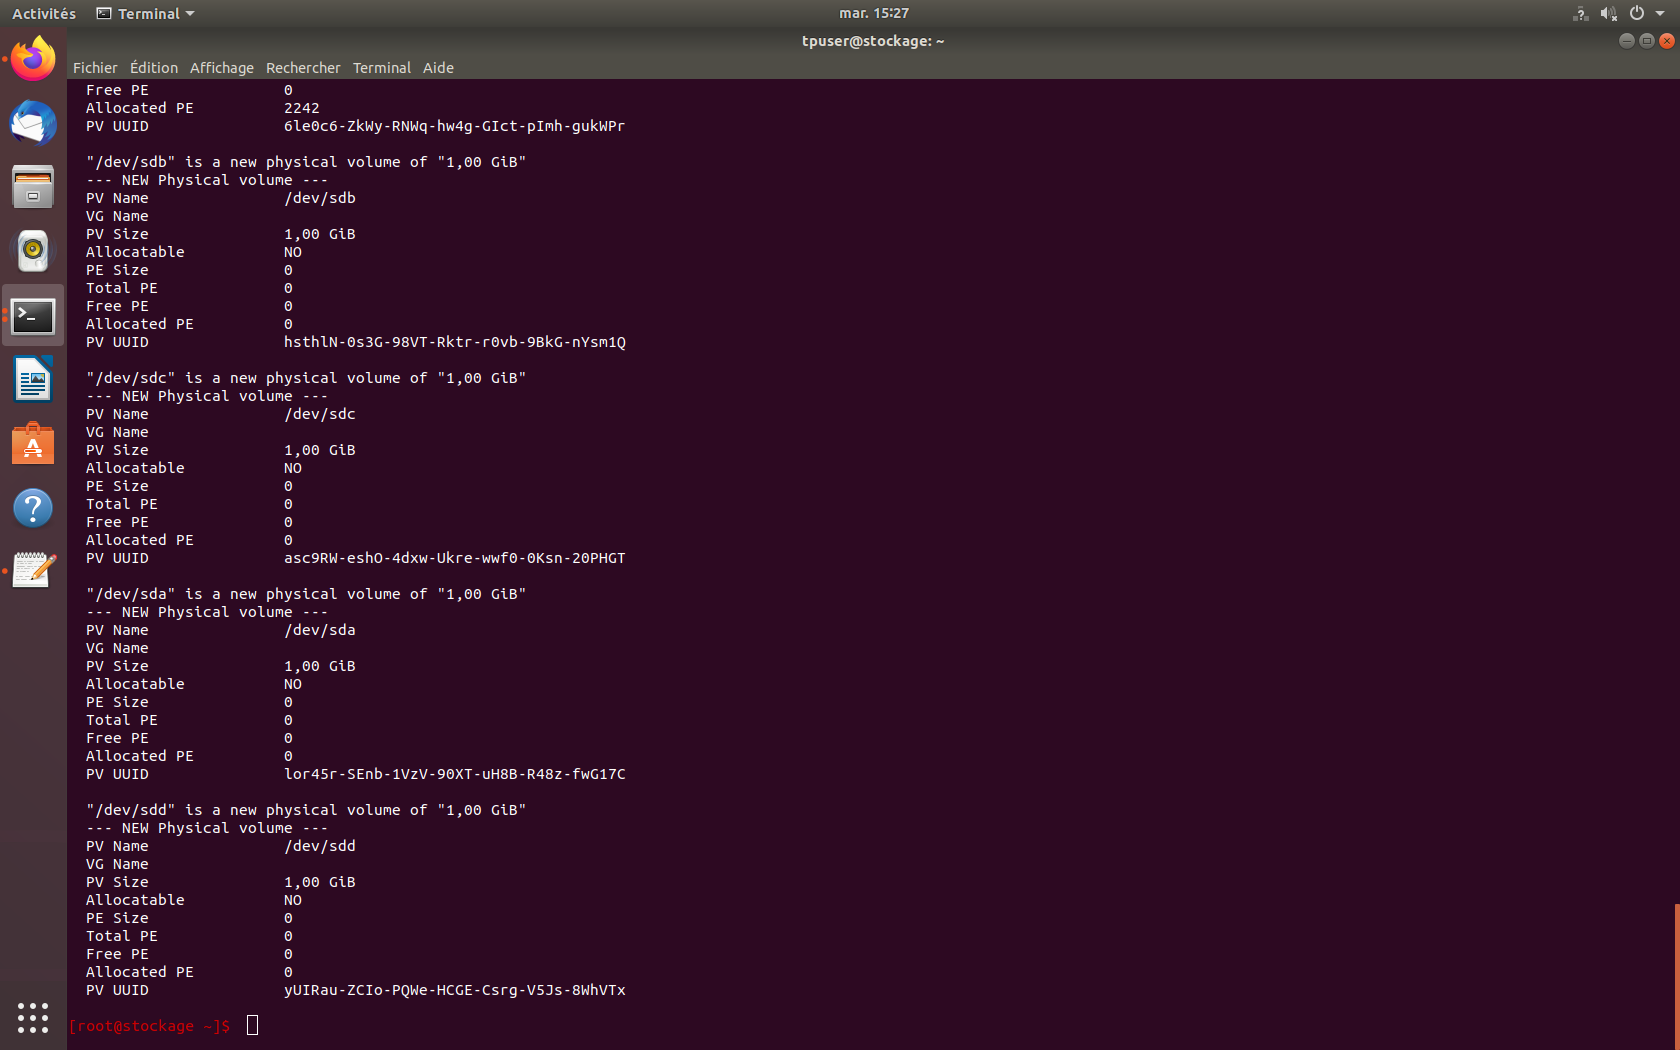 Activités Terminal mar. 15:27
tpuser@stockage: ~
Fichier Édition Affichage Rechercher Terminal Aide
Free PE 0
Allocated PE 2242
PV UUID 6le0c6-ZkWy-RNWq-hw4g-GIct-pImh-gukWPr
"/dev/sdb" is a new physical volume of "1,00 GiB"
--- NEW Physical volume ---
PV Name /dev/sdb
VG Name
PV Size 1,00 GiB
Allocatable NO
PE Size 0
Total PE 0
Free PE 0
Allocated PE 0
PV UUID hsthlN-0s3G-98VT-Rktr-r0vb-9BkG-nYsm1Q
"/dev/sdc" is a new physical volume of "1,00 GiB"
--- NEW Physical volume ---
PV Name /dev/sdc
VG Name
PV Size 1,00 GiB
Allocatable NO
PE Size 0
Total PE 0
Free PE 0
Allocated PE 0
PV UUID asc9RW-eshO-4dxw-Ukre-wwf0-0Ksn-20PHGT
"/dev/sda" is a new physical volume of "1,00 GiB"
--- NEW Physical volume ---
PV Name /dev/sda
VG Name
PV Size 1,00 GiB
Allocatable NO
PE Size 0
Total PE 0
Free PE 0
Allocated PE 0
PV UUID lor45r-SEnb-1VzV-90XT-uH8B-R48z-fwG17C
"/dev/sdd" is a new physical volume of "1,00 GiB"
--- NEW Physical volume ---
PV Name /dev/sdd
VG Name
PV Size 1,00 GiB
Allocatable NO
PE Size 0
Total PE 0
Free PE 0
Allocated PE 0
PV UUID yUIRau-ZCIo-PQWe-HCGE-Csrg-V5Js-8WhVTx
[root@stockage ~]$